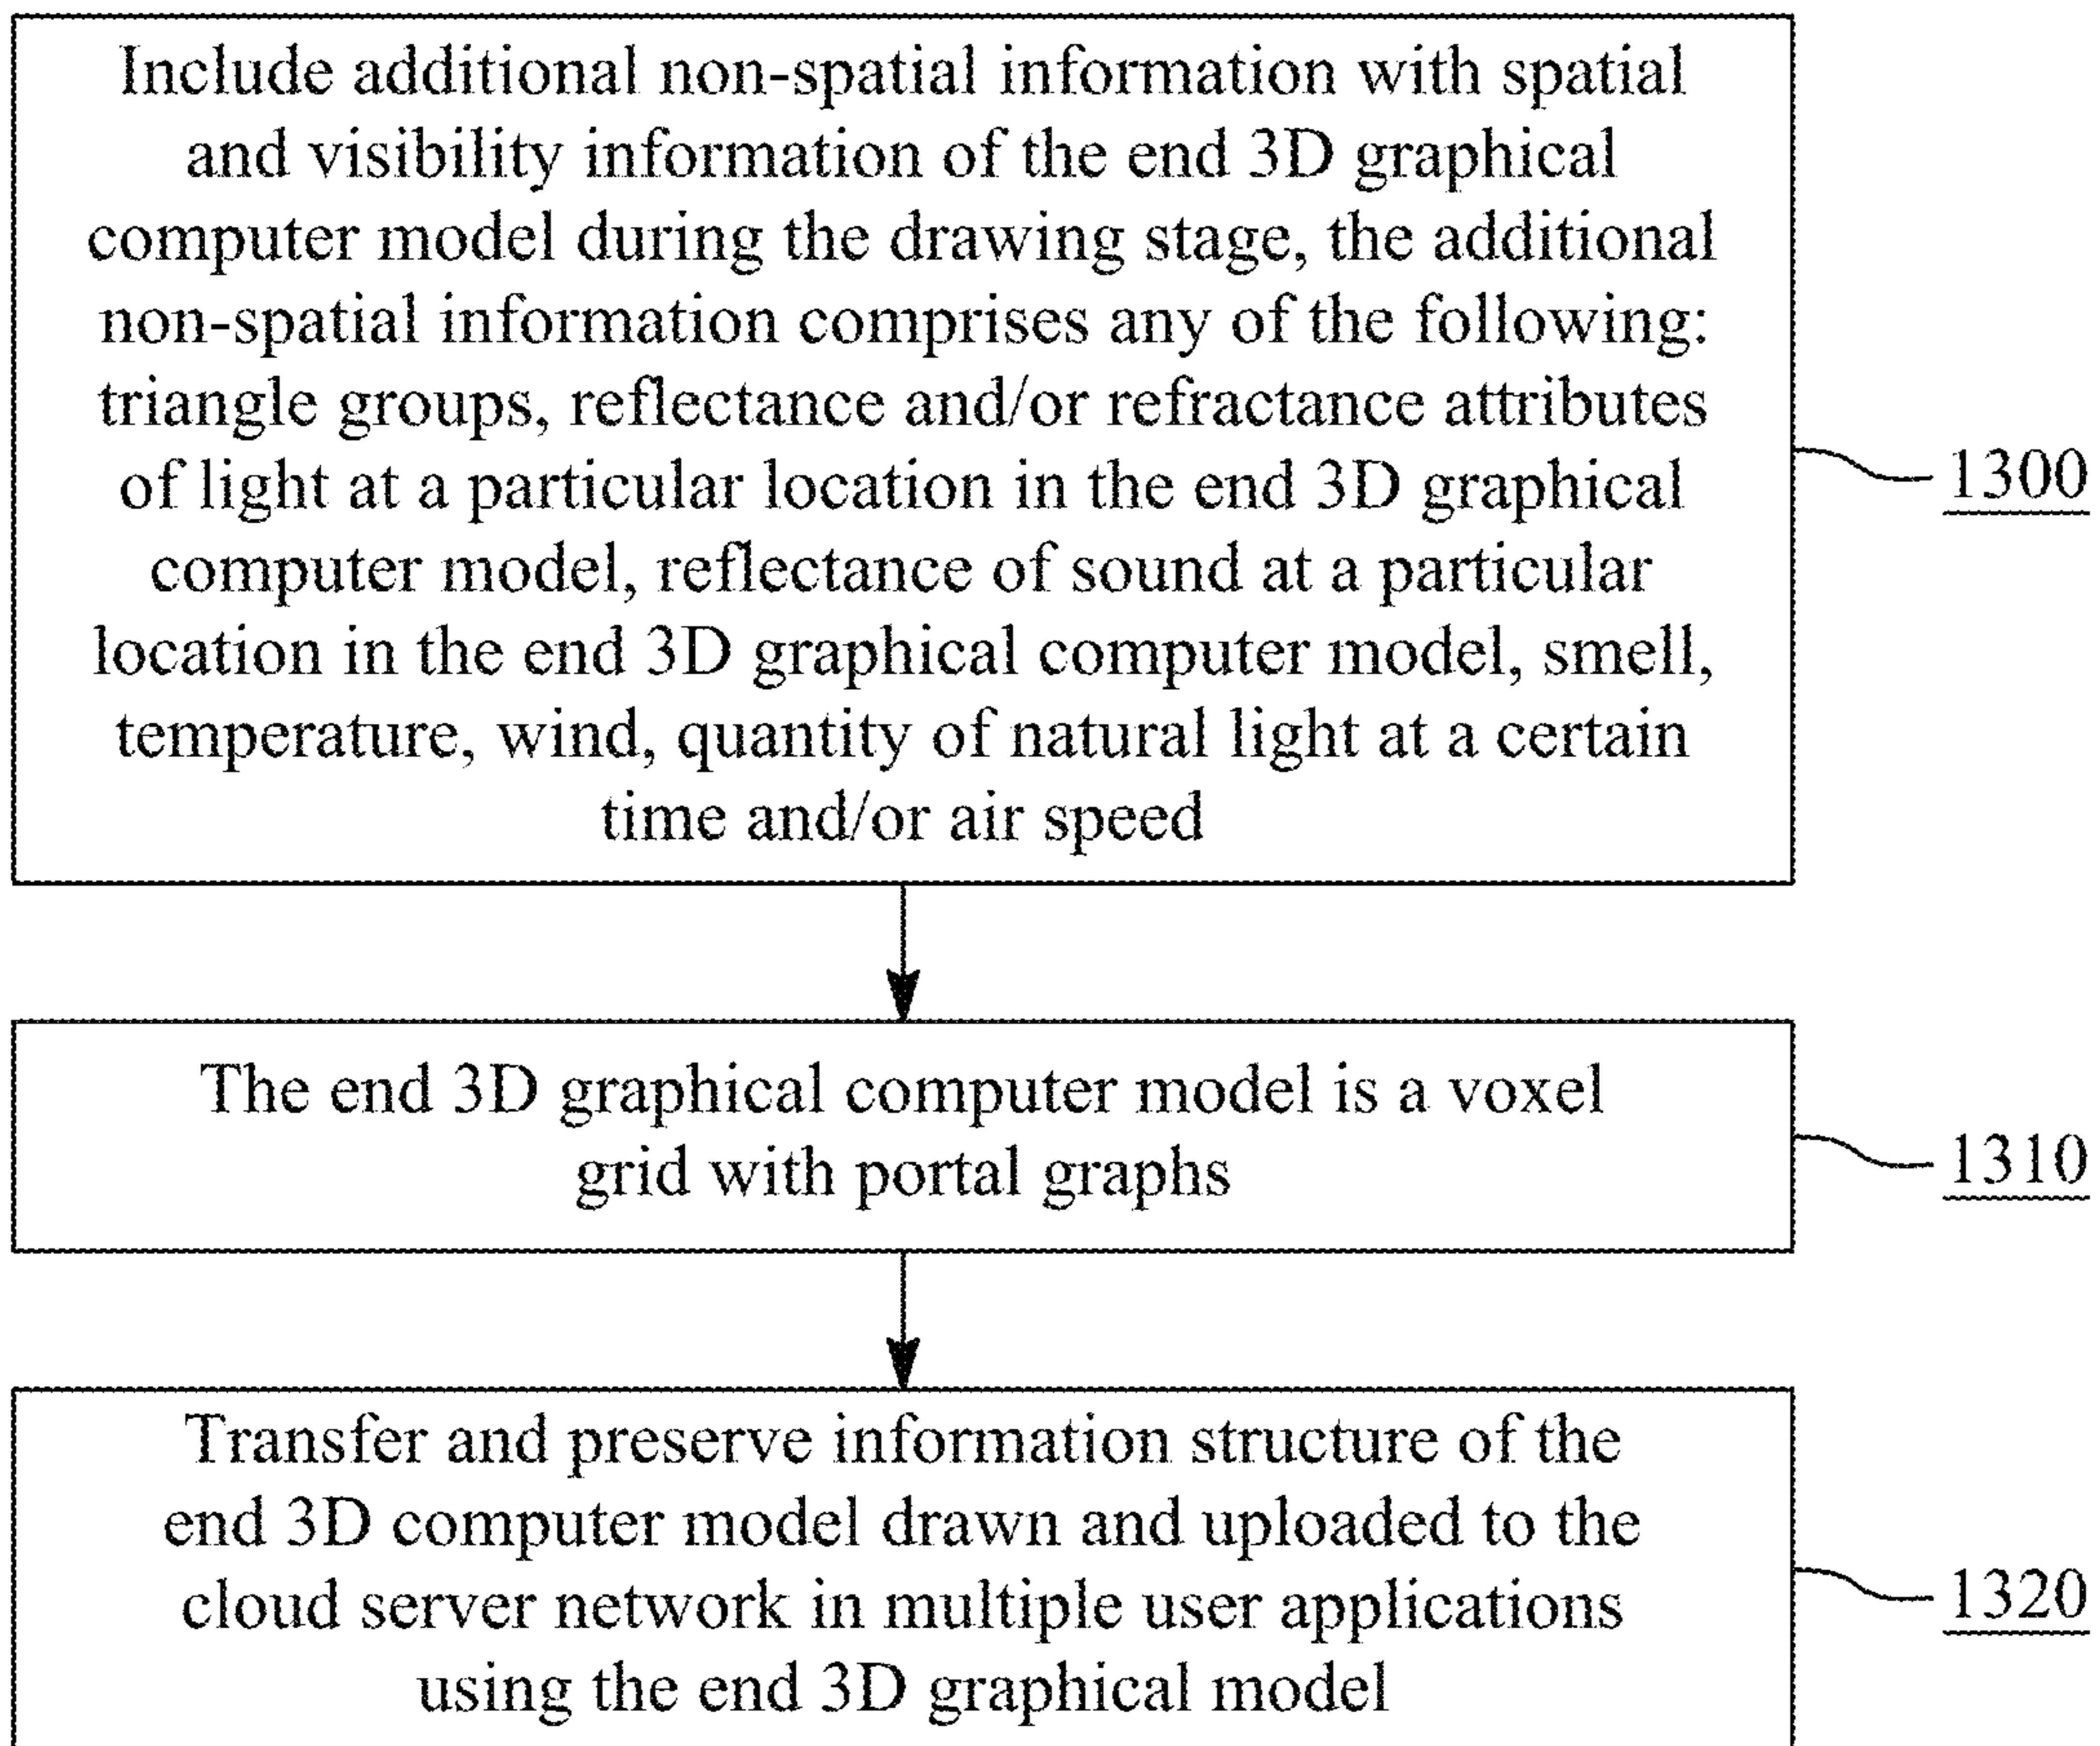 Include additional non-spatial information with spatial
and visibility information of the end 3D graphical
computer model during the drawing stage, the additional
non-spatial information comprises any of the following:
triangle groups, reflectance and/or refractance attributes
of light at a particular location in the end 3D graphical
computer model, reflectance of sound at a particular
location in the end 3D graphical computer model, smell,
temperature, wind, quantity of natural light at a certain
time and/or air speed
1300
The end 3D graphical computer model is a voxel
grid with portal graphs
1310
Transfer and preserve information structure of the
end 3D computer model drawn and uploaded to the
cloud server network in multiple user applications
using the end 3D graphical model
1320